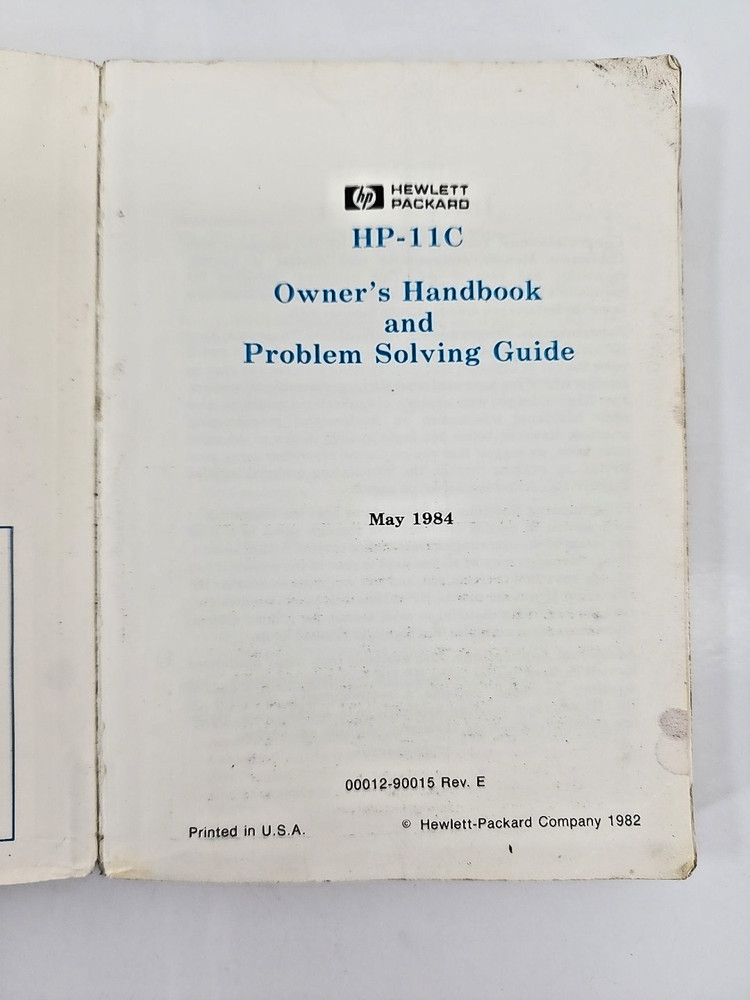 hp HEWLETT
PACKARD
HP-11C
Owner's Handbook
and
Problem Solving Guide
May 1984
00012-90015 Rev. E
Printed in U.S.A.
© Hewlett-Packard Company 1982